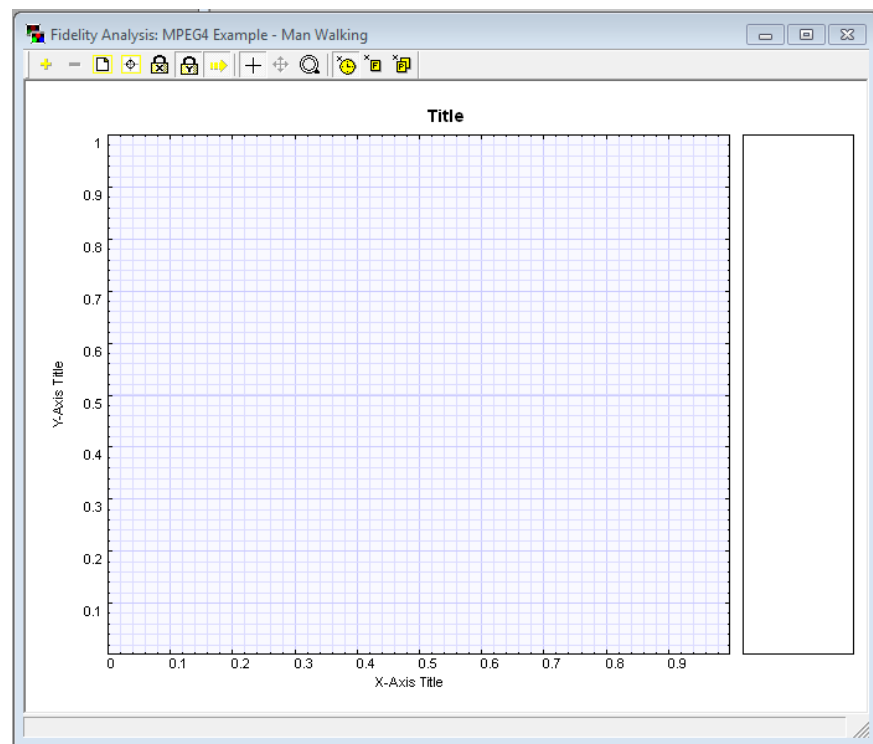 Fidelity Analysis: MPEG4 Example - Man Walking
X
Y
X F
X P
Title
1
0.9
0.8
0.7
0.6
0.5
0.4
0.3
0.2
0.1
Y-Axis Title
0 0.1 0.2 0.3 0.4 0.5 0.6 0.7 0.8 0.9
X-Axis Title